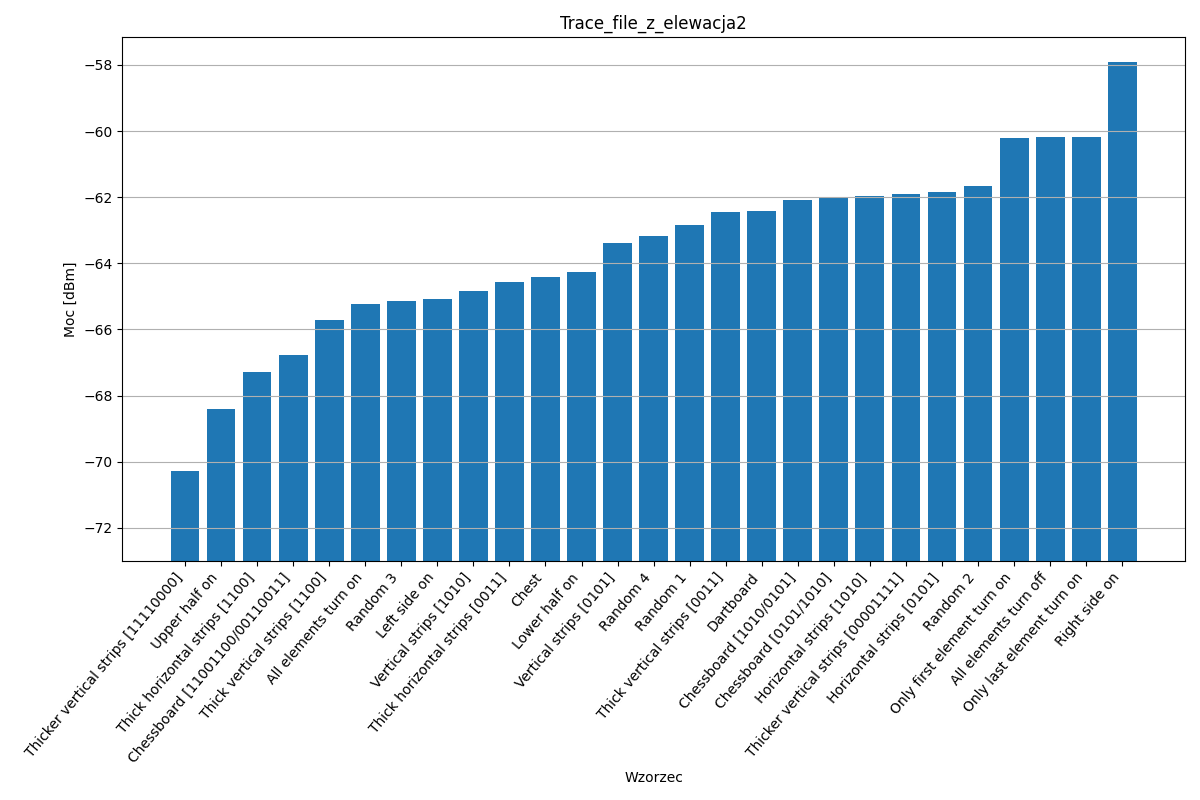 Trace_file_z_elewacja2
Moc [dBm]
−58
−60
−62
−64
−66
−68
−70
−72
Thicker vertical strips [11110000]
Upper half on
Thick horizontal strips [1100]
Chessboard [11001100/00110011]
Thick vertical strips [1100]
All elements turn on
Random 3
Left side on
Vertical strips [1010]
Thick horizontal strips [0011]
Chest
Lower half on
Vertical strips [0101]
Random 4
Random 1
Thick vertical strips [0011]
Dartboard
Chessboard [1010/0101]
Chessboard [0101/1010]
Horizontal strips [1010]
Thicker vertical strips [00001111]
Horizontal strips [0101]
Random 2
Only first element turn on
All elements turn off
Only last element turn on
Right side on
Wzorzec